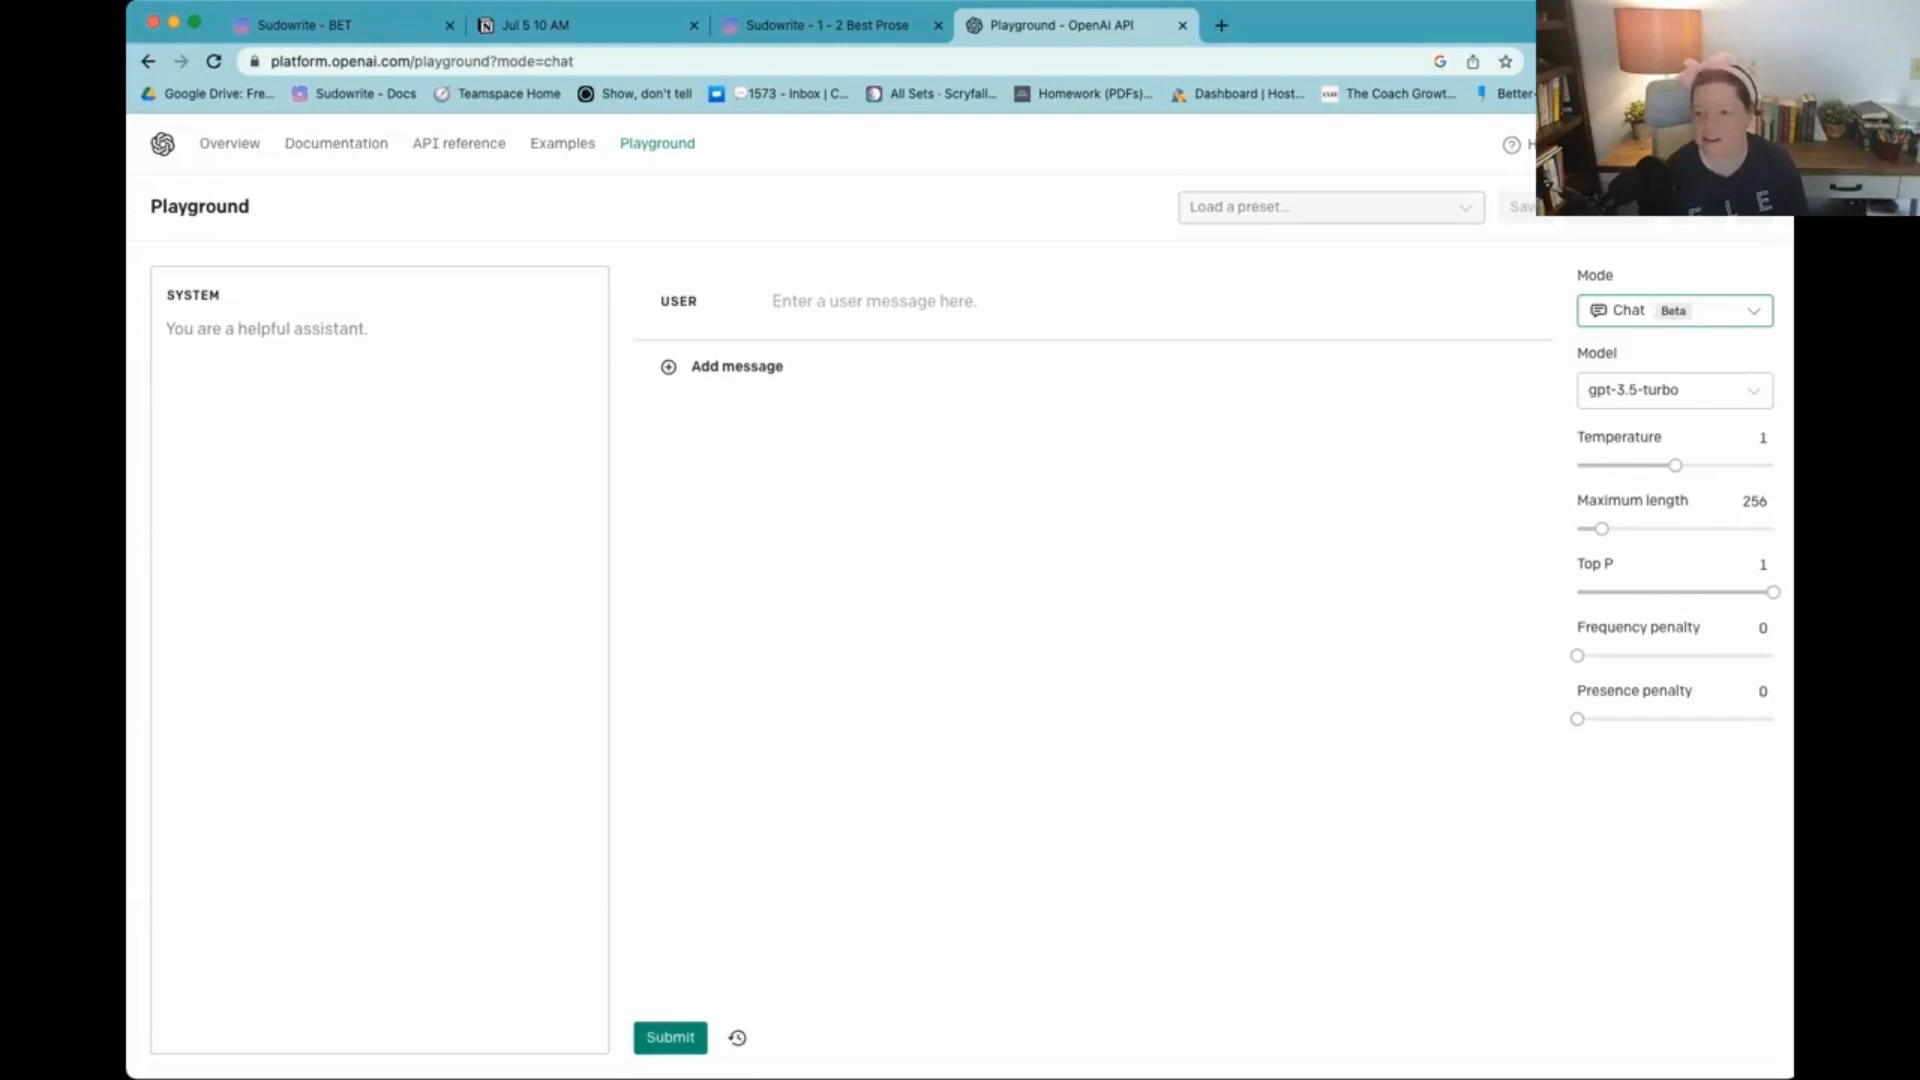 Sudowrite - BET
Jul 5 10 AM
Sudowrite - 1 - 2 Best Prose
Playground - OpenAI API
platform.openai.com/playground?mode=chat
Google Drive: Fre...
Sudowrite - Docs
Teamspace Home
Show, don't tell
1573 - Inbox | C...
All Sets · Scryfall...
Homework (PDFs)...
Dashboard | Host...
The Coach Growt...
Better-
Overview
Documentation
API reference
Examples
Playground
Playground
Load a preset...
Sav
SYSTEM
You are a helpful assistant.
USER
Enter a user message here.
Add message
Mode
Chat Beta
Model
gpt-3.5-turbo
Temperature 1
Maximum length 256
Top P 1
Frequency penalty 0
Presence penalty 0
Submit